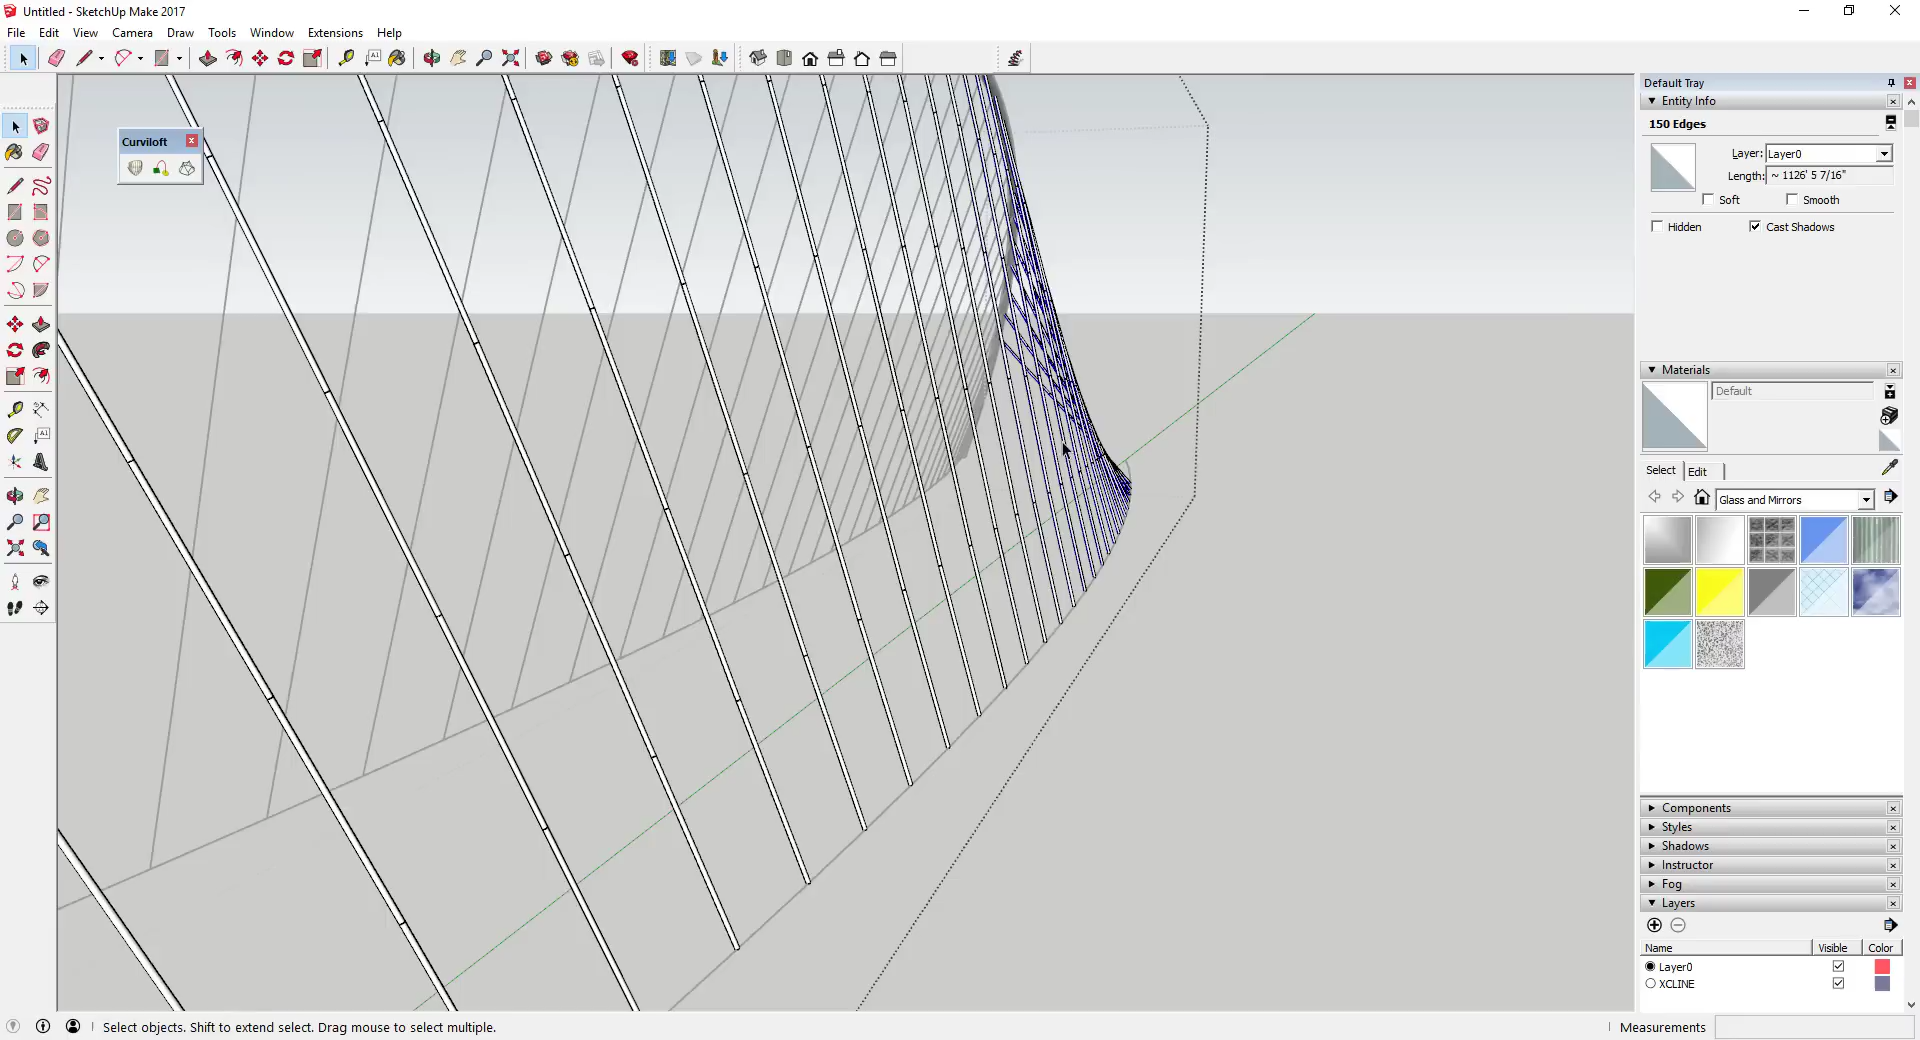 Untitled - SketchUp Make 2017
File Edit View Camera Draw Tools Window Extensions Help
Default Tray
Entity Info
150 Edges
Curviloft
Layer: Layer0
Length: ~ 1126' 5 7/16"
Soft Smooth
Hidden Cast Shadows
Materials
Default
Select Edit
Glass and Mirrors
Components
Styles
Shadows
Instructor
Fog
Layers
Name Visible Color
Layer0
XCLINE
Select objects. Shift to extend select. Drag mouse to select multiple.
Measurements